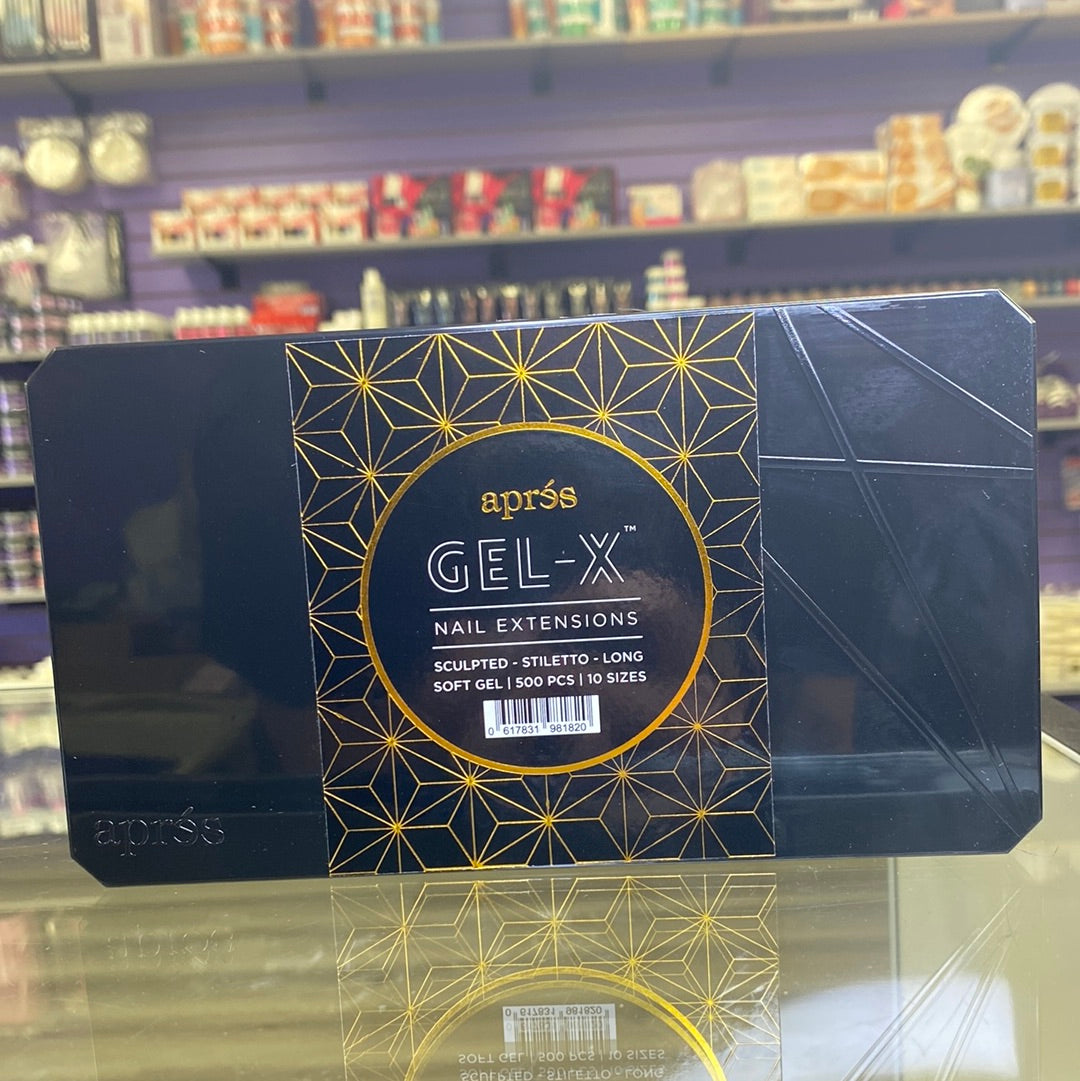 aprés
GEL-X™
NAIL EXTENSIONS
SCULPTED - STILETTO - LONG
SOFT GEL | 500 PCS | 10 SIZES
0 617831 981820
aprés